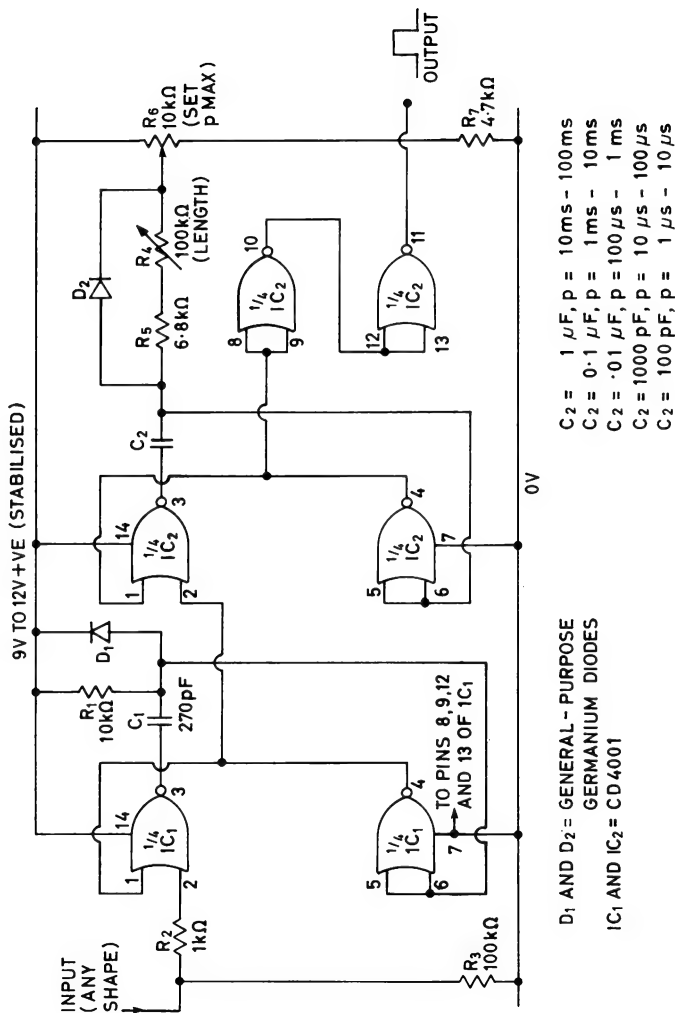 9V TO 12V +VE (STABILISED)
INPUT
(ANY
SHAPE)
R2
1kΩ
R3
100kΩ
1
2
14
3
¼
IC1
R1
10kΩ
C1
270pF
D1
5
6
4
7
¼
1C1
TO PINS 8,9,12
AND 13 OF 1C1
1
2
14
3
¼
IC2
C2
5
6
4
7
¼
IC2
D2
R5
6·8kΩ
R4
100kΩ
(LENGTH)
R6
10kΩ
(SET
p MAX)
8
9
10
¼
IC2
12
13
11
¼
IC2
R7
4·7kΩ
OUTPUT
0V
D1 AND D2 = GENERAL-PURPOSE
GERMANIUM DIODES
IC1 AND IC2 = CD4001
C2 = 1 µF, p = 10ms - 100ms
C2 = 0·1 µF, p = 1ms - 10ms
C2 = ·01 µF, p = 100µs - 1 ms
C2 = 1000 pF, p = 10 µs - 100µs
C2 = 100 pF, p = 1 µs - 10 µs